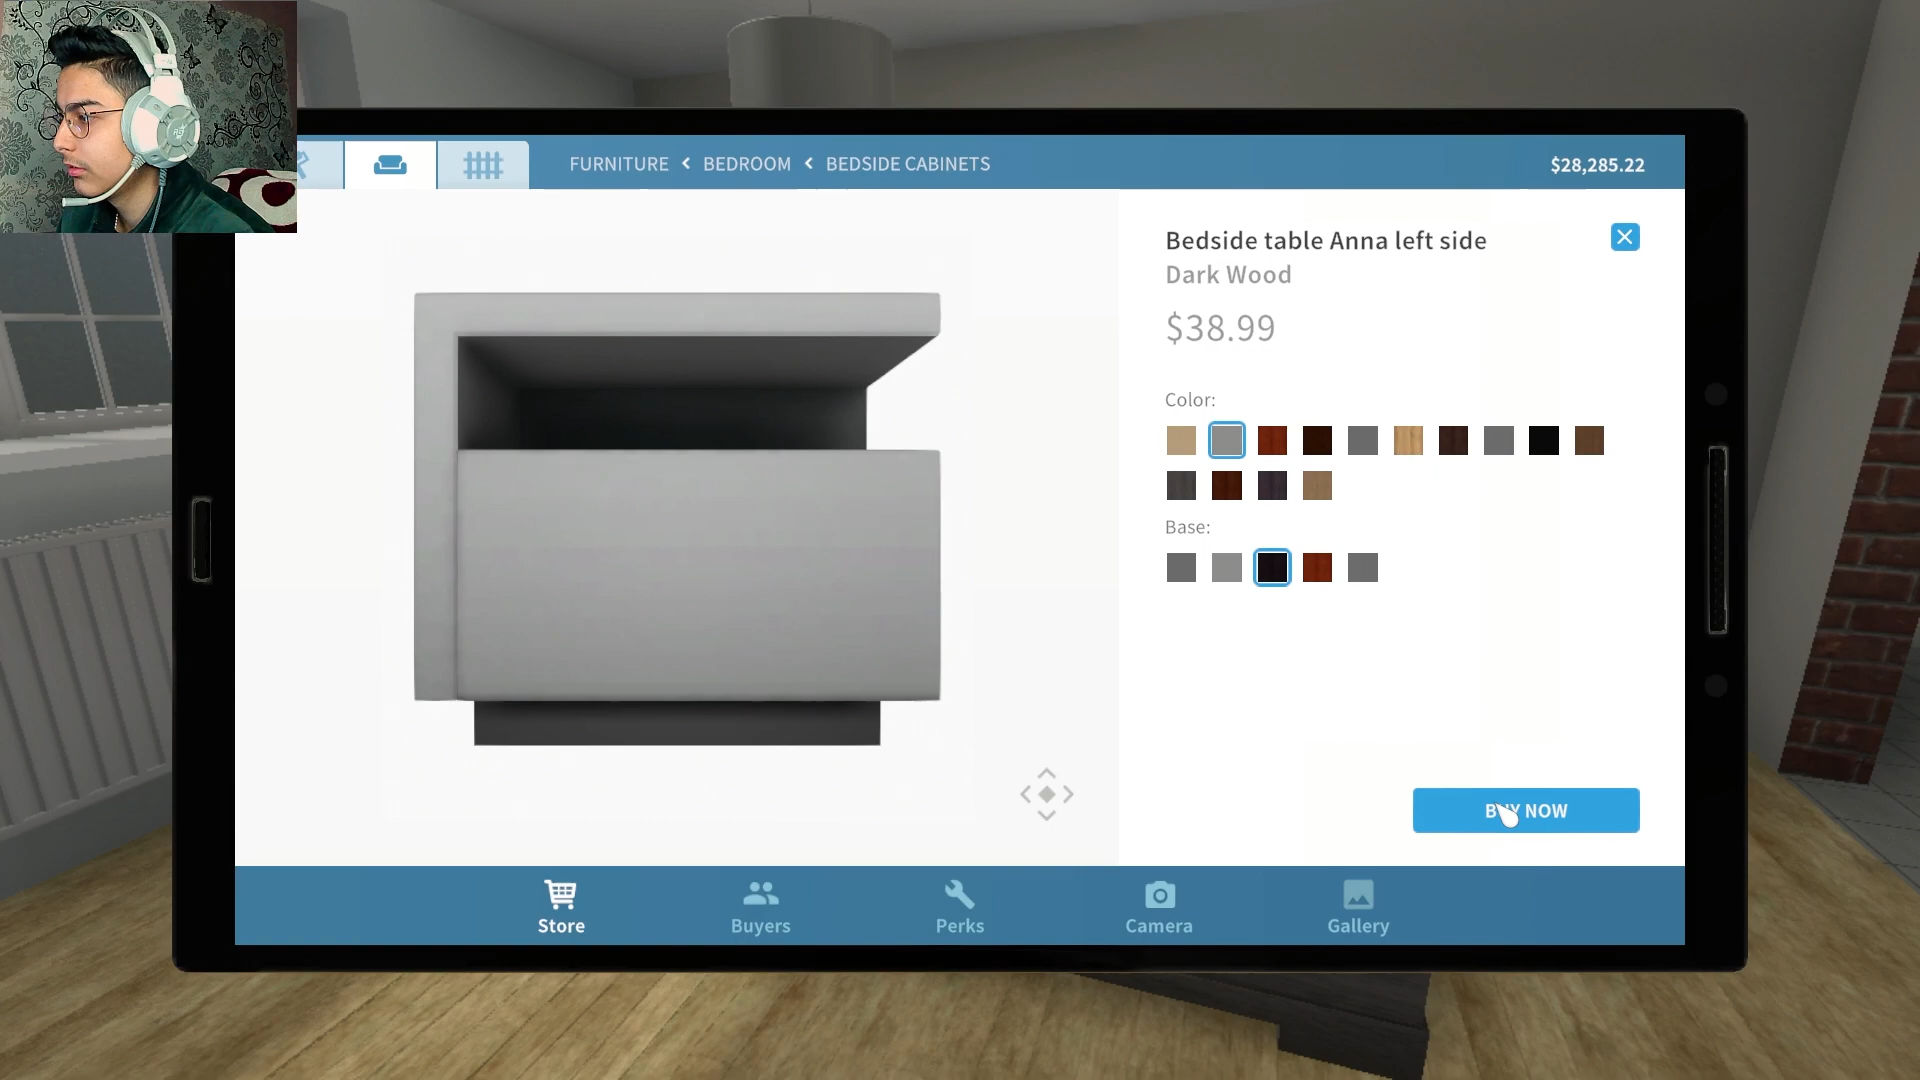 FURNITURE < BEDROOM < BEDSIDE CABINETS
$28,285.22
Bedside table Anna left side
Dark Wood
$38.99
Color:
Base:
BUY NOW
Store
Buyers
Perks
Camera
Gallery